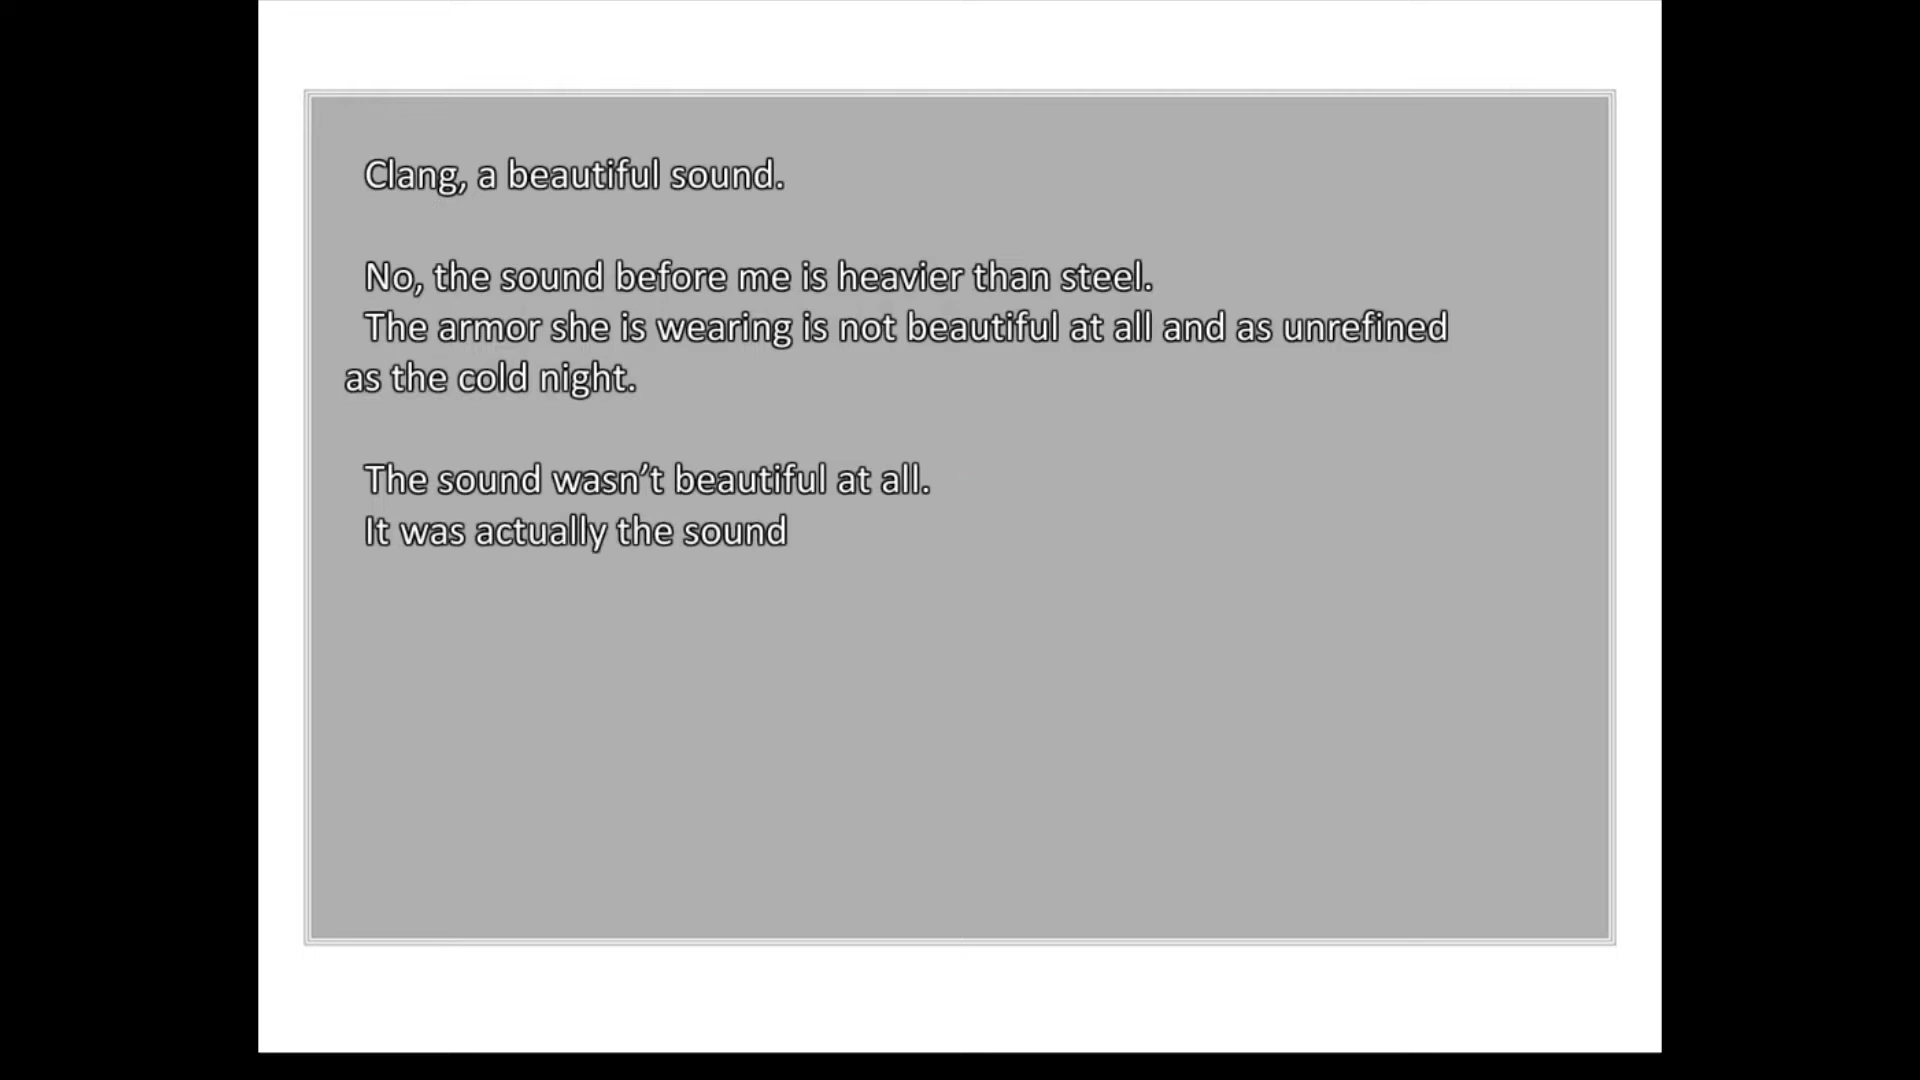 Clang, a beautiful sound.
No, the sound before me is heavier than steel.
The armor she is wearing is not beautiful at all and as unrefined
as the cold night.
The sound wasn’t beautiful at all.
It was actually the sound